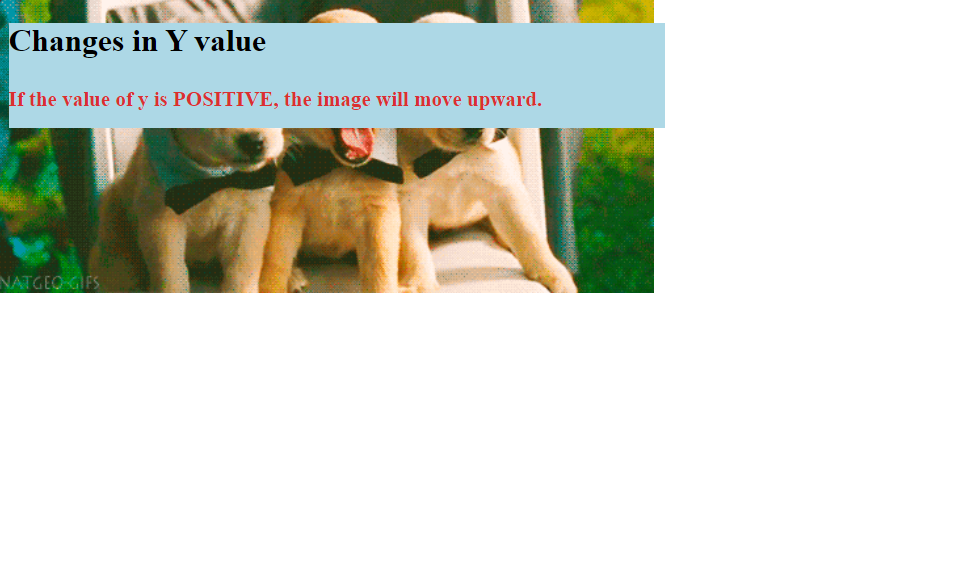 Changes in Y value
If the value of y is POSITIVE, the image will move upward.
NATGEO-GIFS